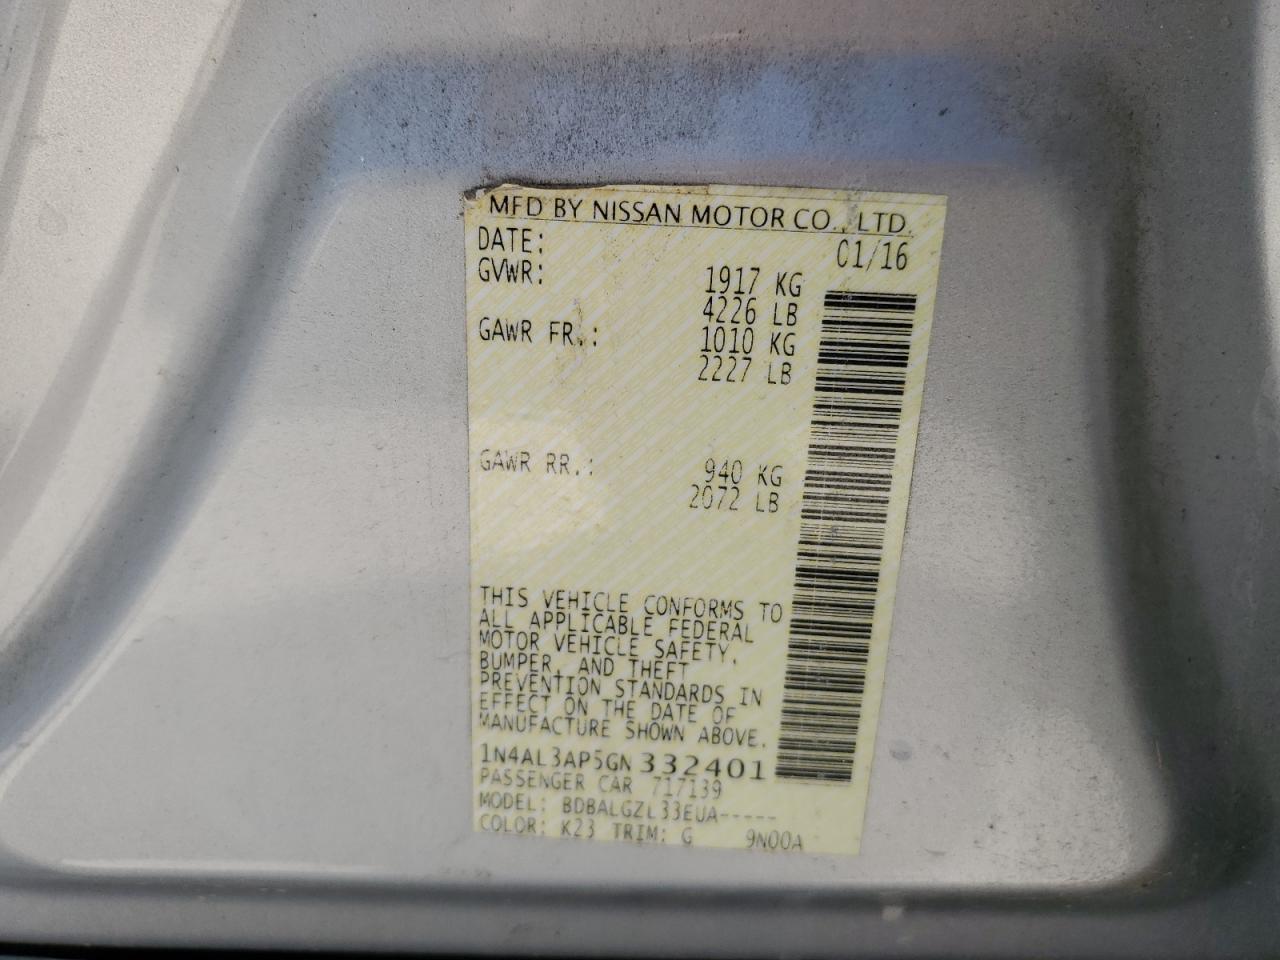 MFD BY NISSAN MOTOR CO., LTD.
DATE: 01/16
GVWR: 1917 KG
4226 LB
GAWR FR.: 1010 KG
2227 LB
GAWR RR.: 940 KG
2072 LB
THIS VEHICLE CONFORMS TO
ALL APPLICABLE FEDERAL
MOTOR VEHICLE SAFETY,
BUMPER, AND THEFT
PREVENTION STANDARDS IN
EFFECT ON THE DATE OF
MANUFACTURE SHOWN ABOVE.
1N4AL3AP5GN332401
PASSENGER CAR 717139
MODEL: BDBALGZL33EUA-----
COLOR: K23 TRIM: G 9N00A